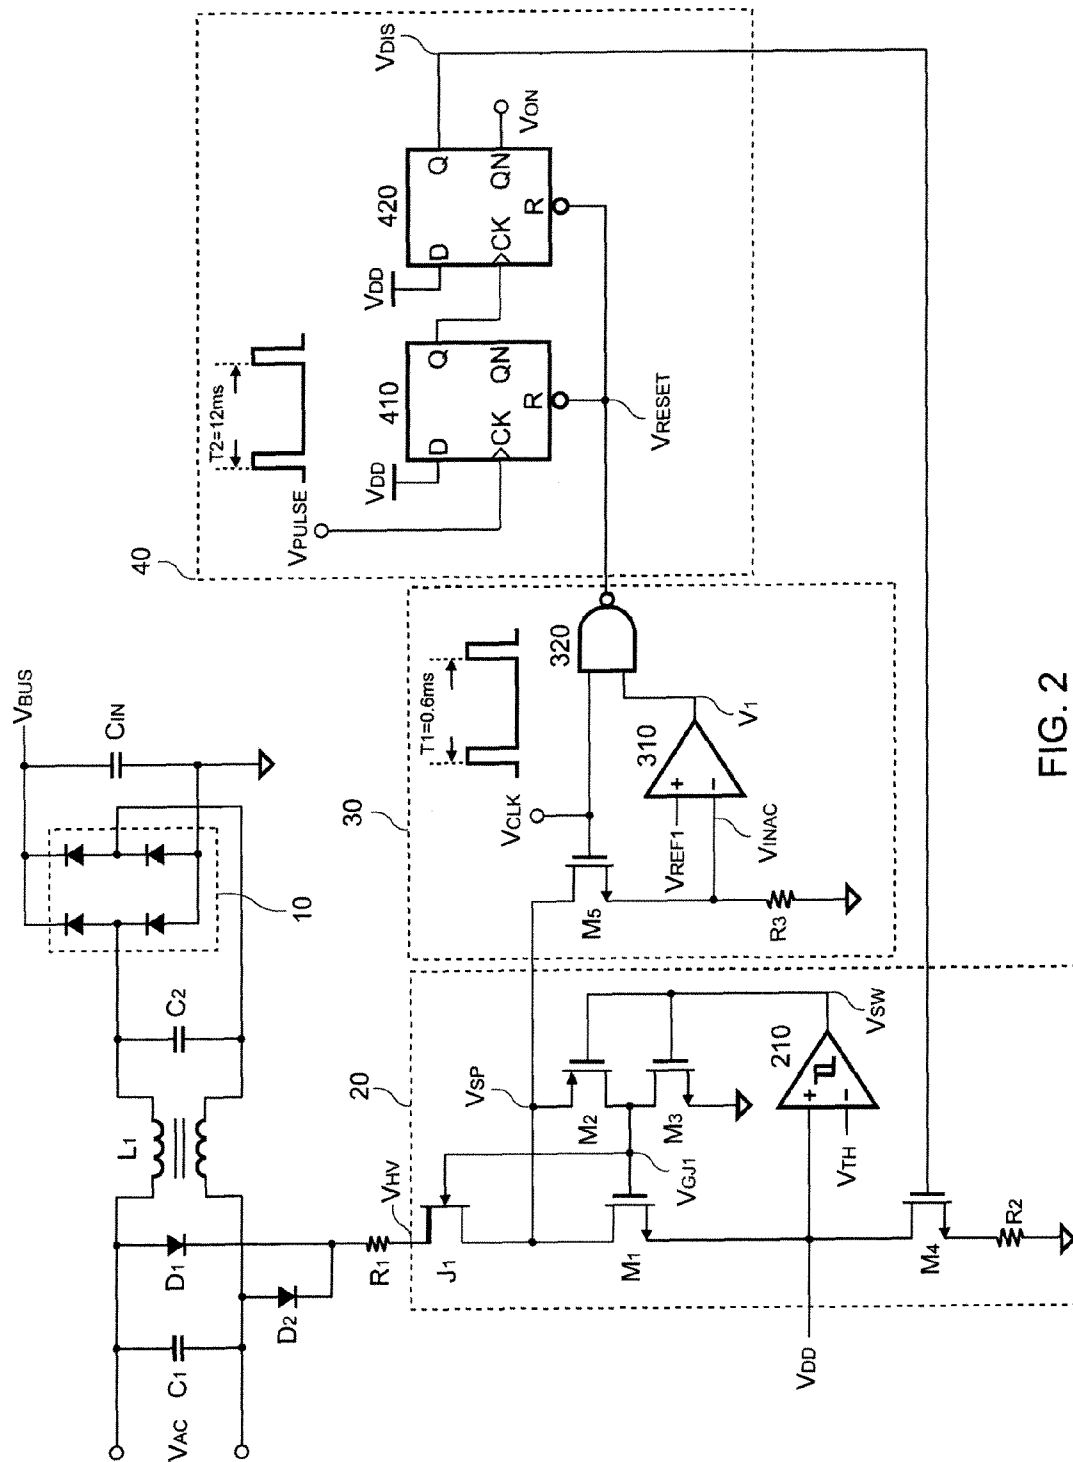 VAC
C1
D1
D2
L1
C2
10
VBUS
CIN
R1
VHV
J1
20
VSP
M2
M3
VGJ1
M1
VDD
VTH
+
−
210
VSW
M4
R2
30
VCLK
T1=0.6ms
M5
VREF1
VINAC
R3
+
−
310
V1
320
40
VPULSE
T2=12ms
VDD
410
D
Q
CK
QN
R
VRESET
VDD
420
D
Q
CK
QN
R
VON
VDIS
FIG. 2